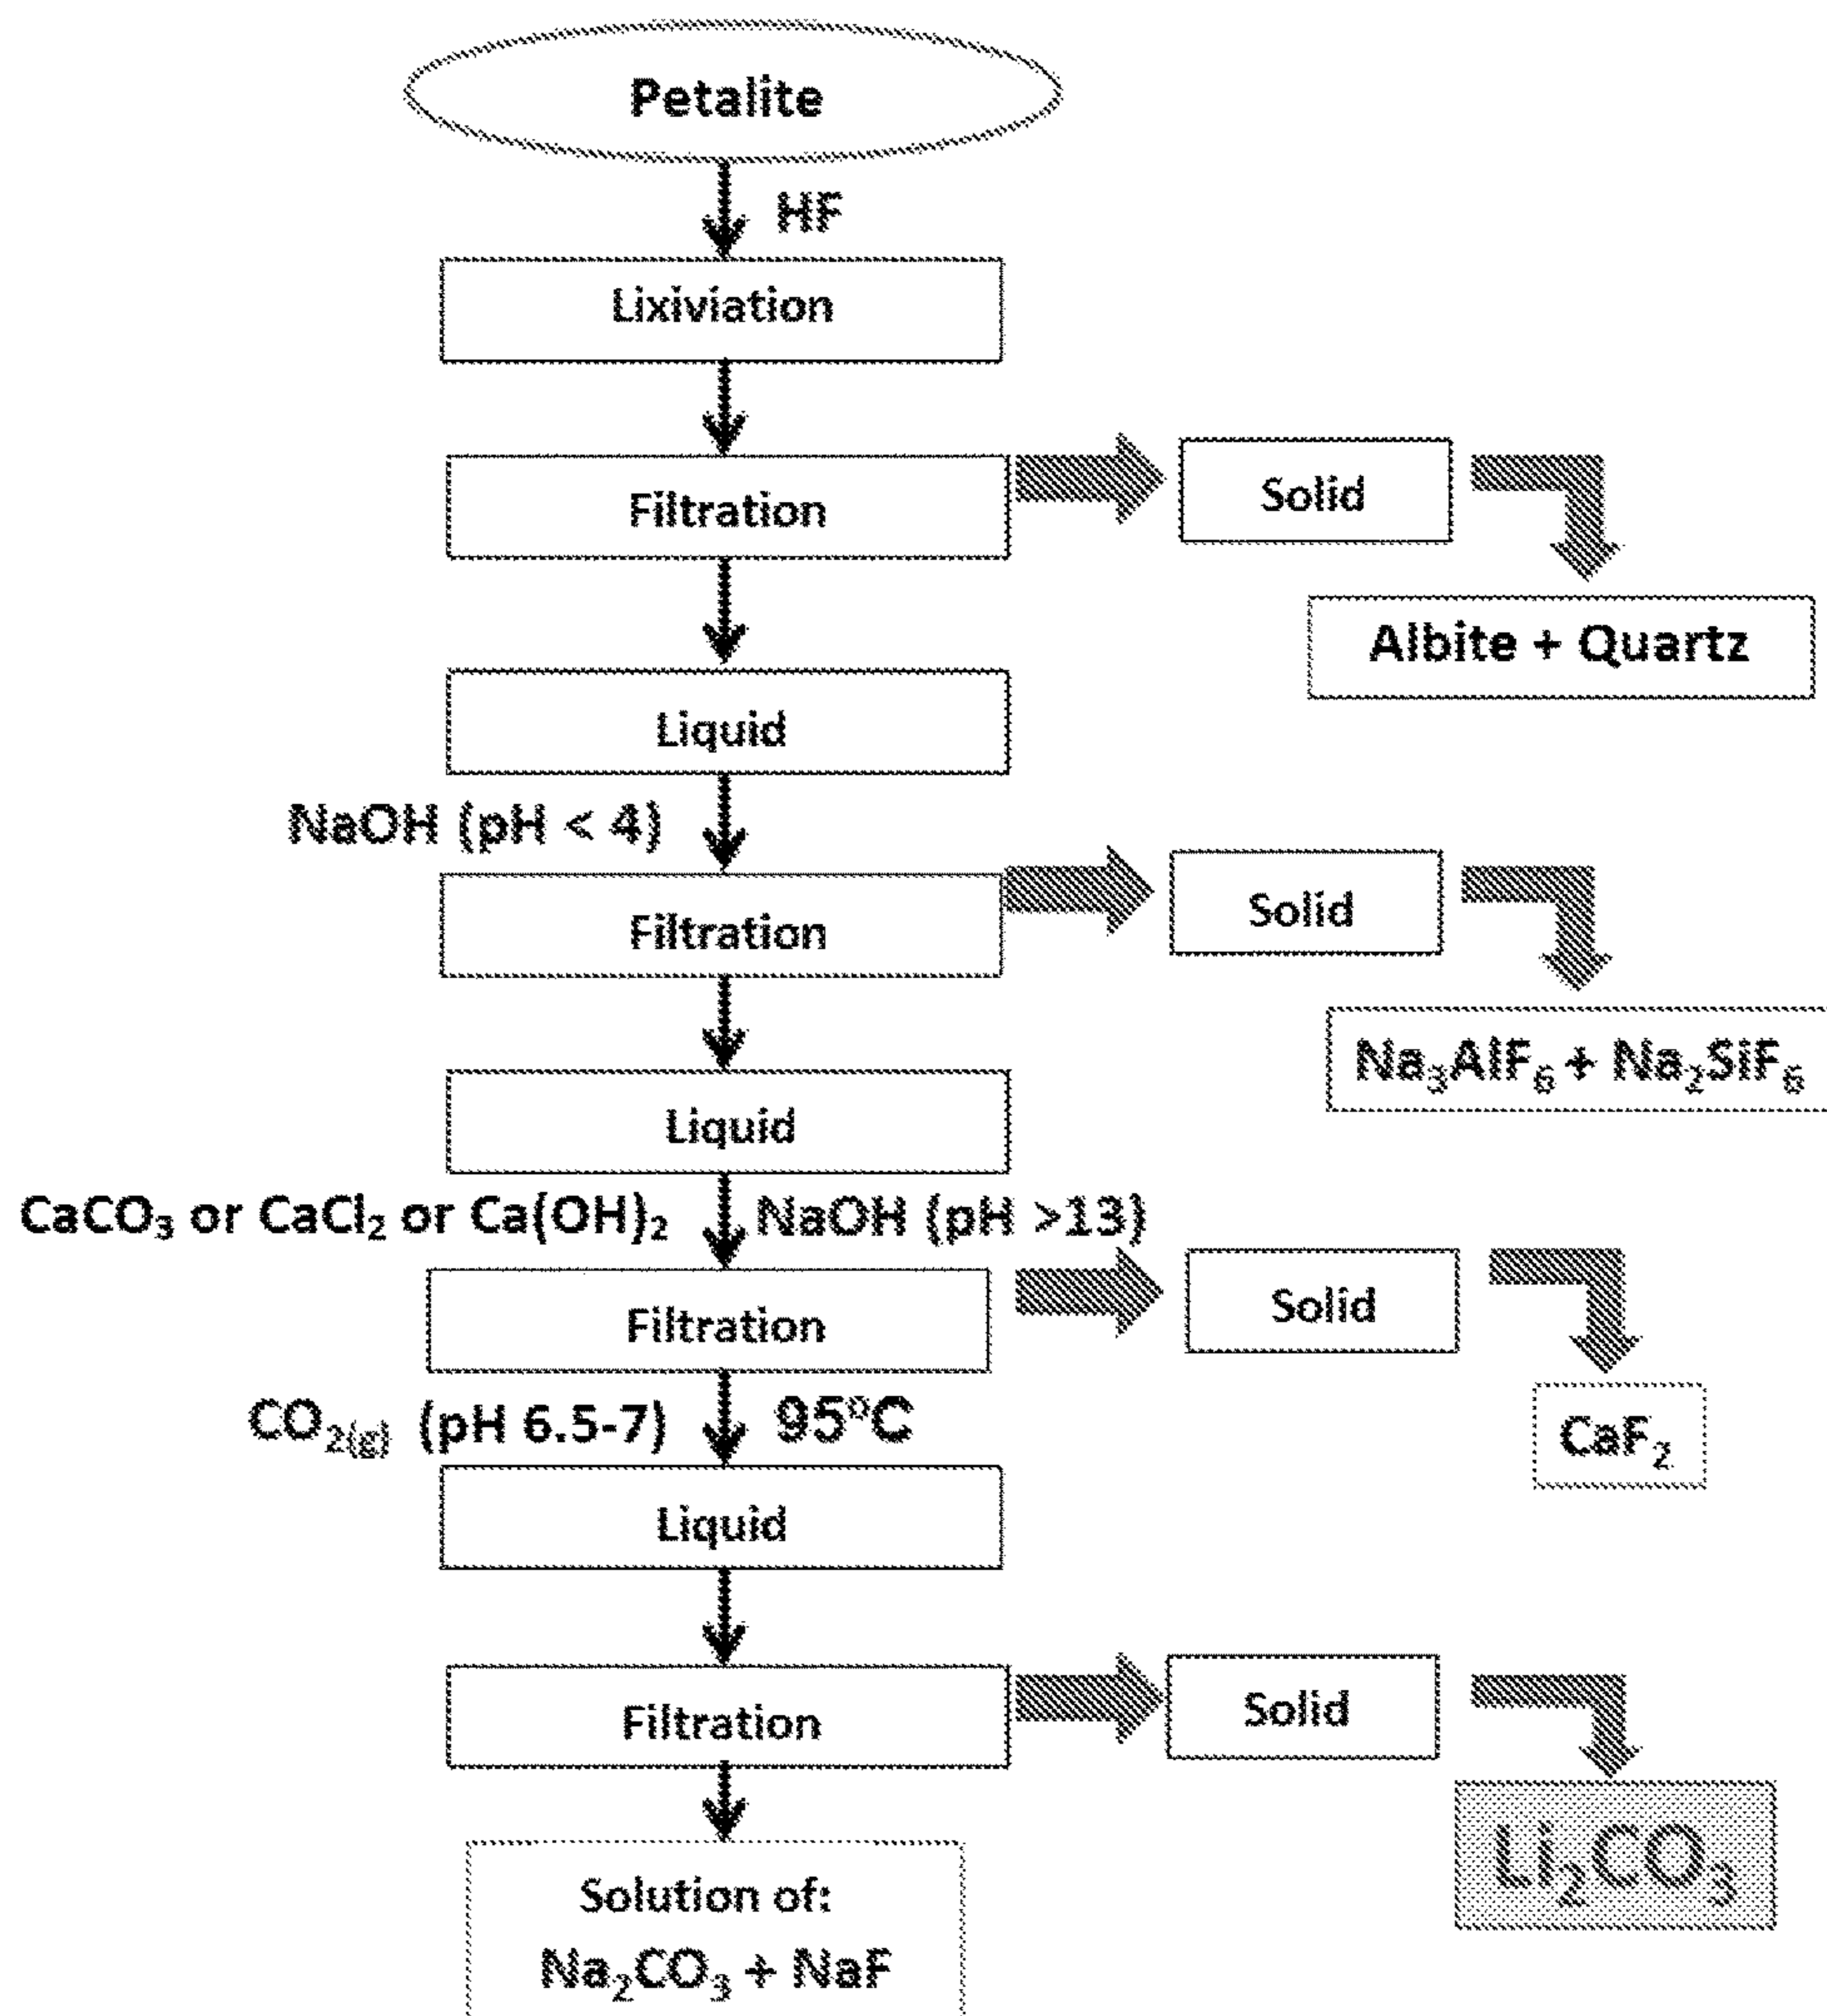 Petalite
HF
Lixiviation
Filtration
Solid
Albite + Quartz
Liquid
NaOH (pH < 4)
Filtration
Solid
Na₃AlF₆ + Na₂SiF₆
Liquid
CaCO₃ or CaCl₂ or Ca(OH)₂
NaOH (pH >13)
Filtration
Solid
CaF₂
CO₂(g) (pH 6.5-7)
95ºC
Liquid
Filtration
Solid
Li₂CO₃
Solution of:
Na₂CO₃ + NaF